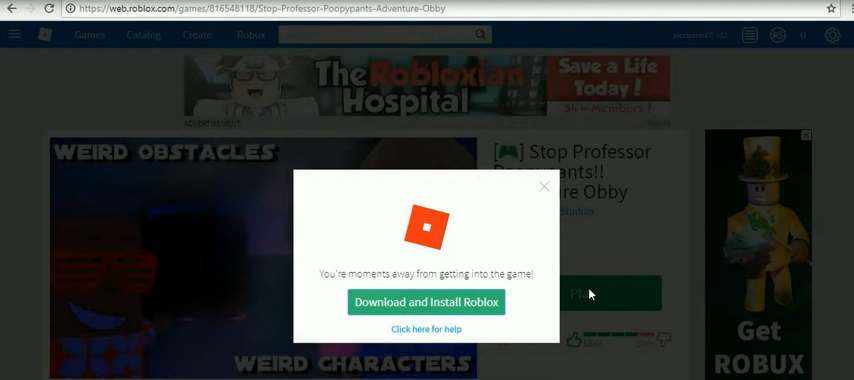 https://web.roblox.com/games/816548118/Stop-Professor-Poopypants-Adventure-Obby
Games Catalog Create Robux
0
The Robloxian
Hospital
Save a Life
Today!
ADVERTISEMENT
WEIRD OBSTACLES
[🎮] Stop Professor
Obby
Studios
You're moments away from getting into the game!
Download and Install Roblox
Click here for help
WEIRD CHARACTERS
Get
ROBUX